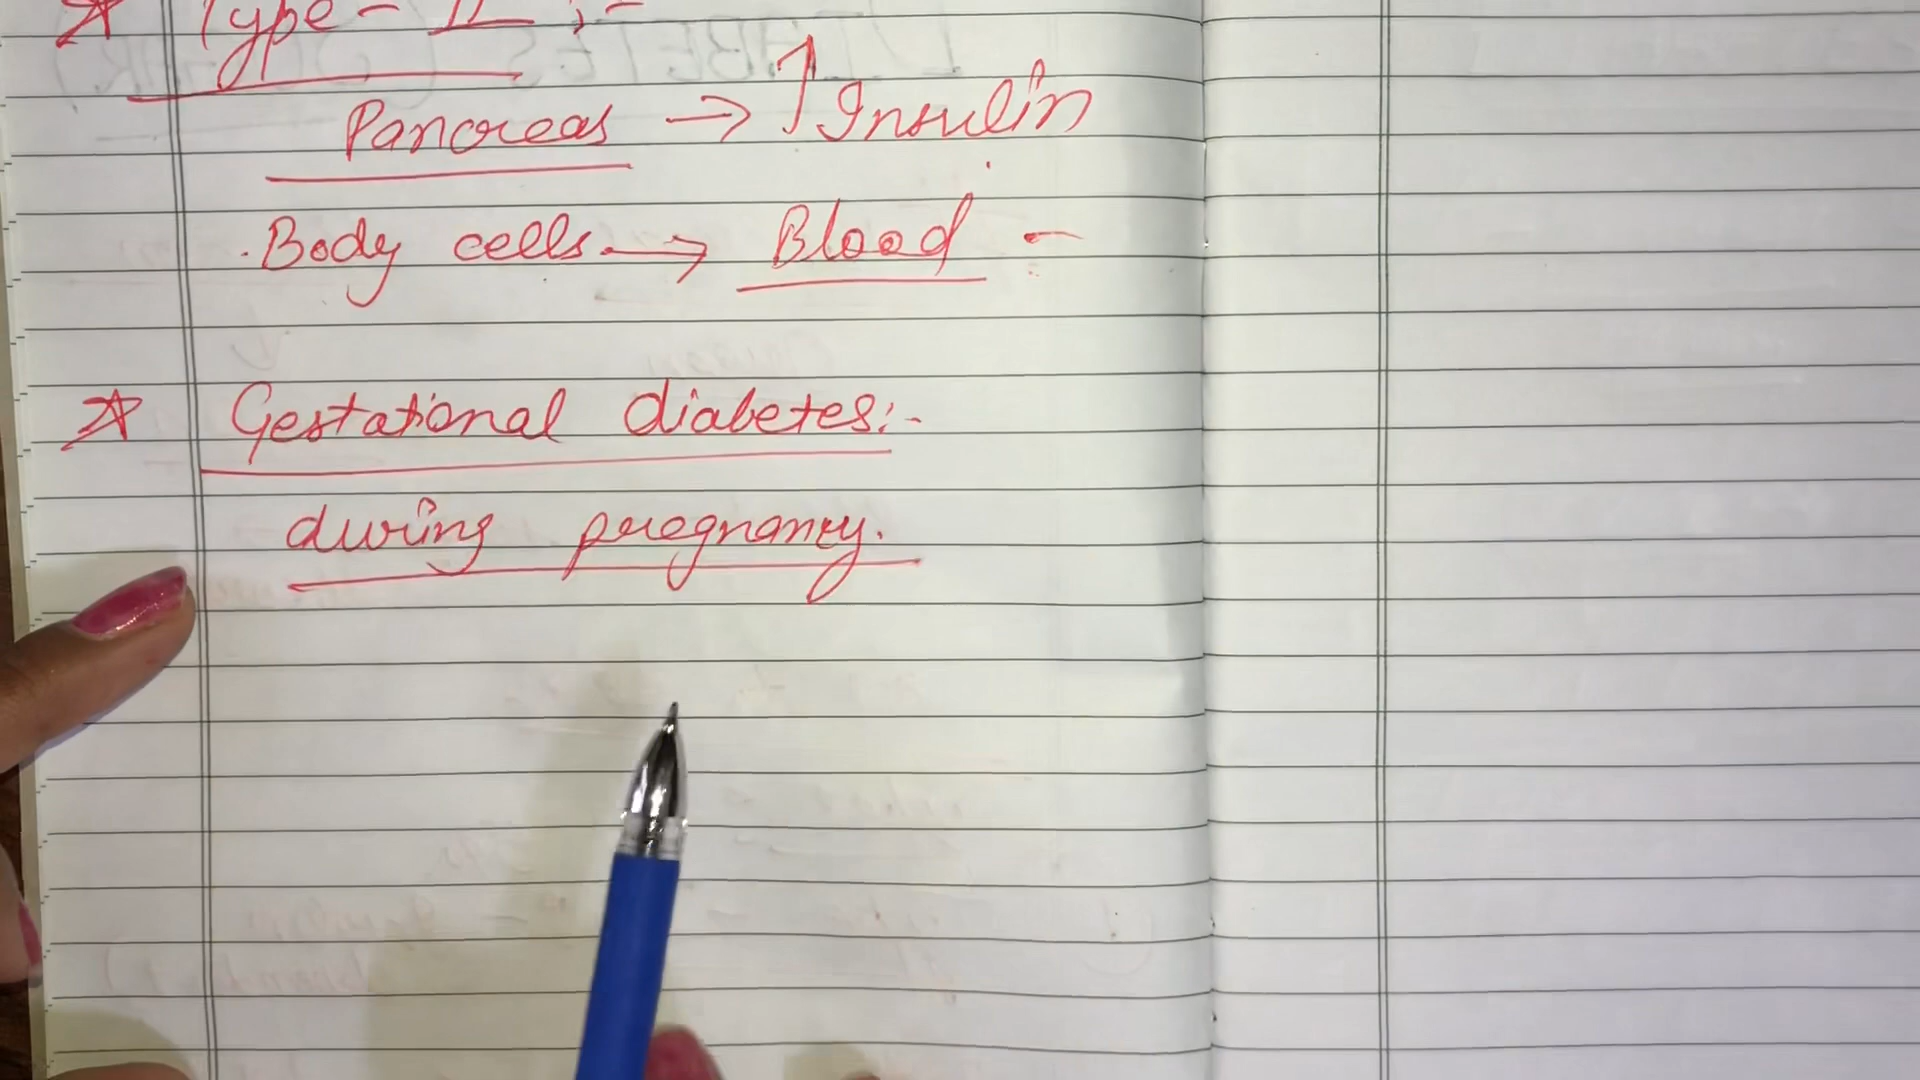 ☆ Type - II :-
Pancreas → ↑ Insulin
Body cells → Blood -
☆ Gestational diabetes:-
during pregnancy.